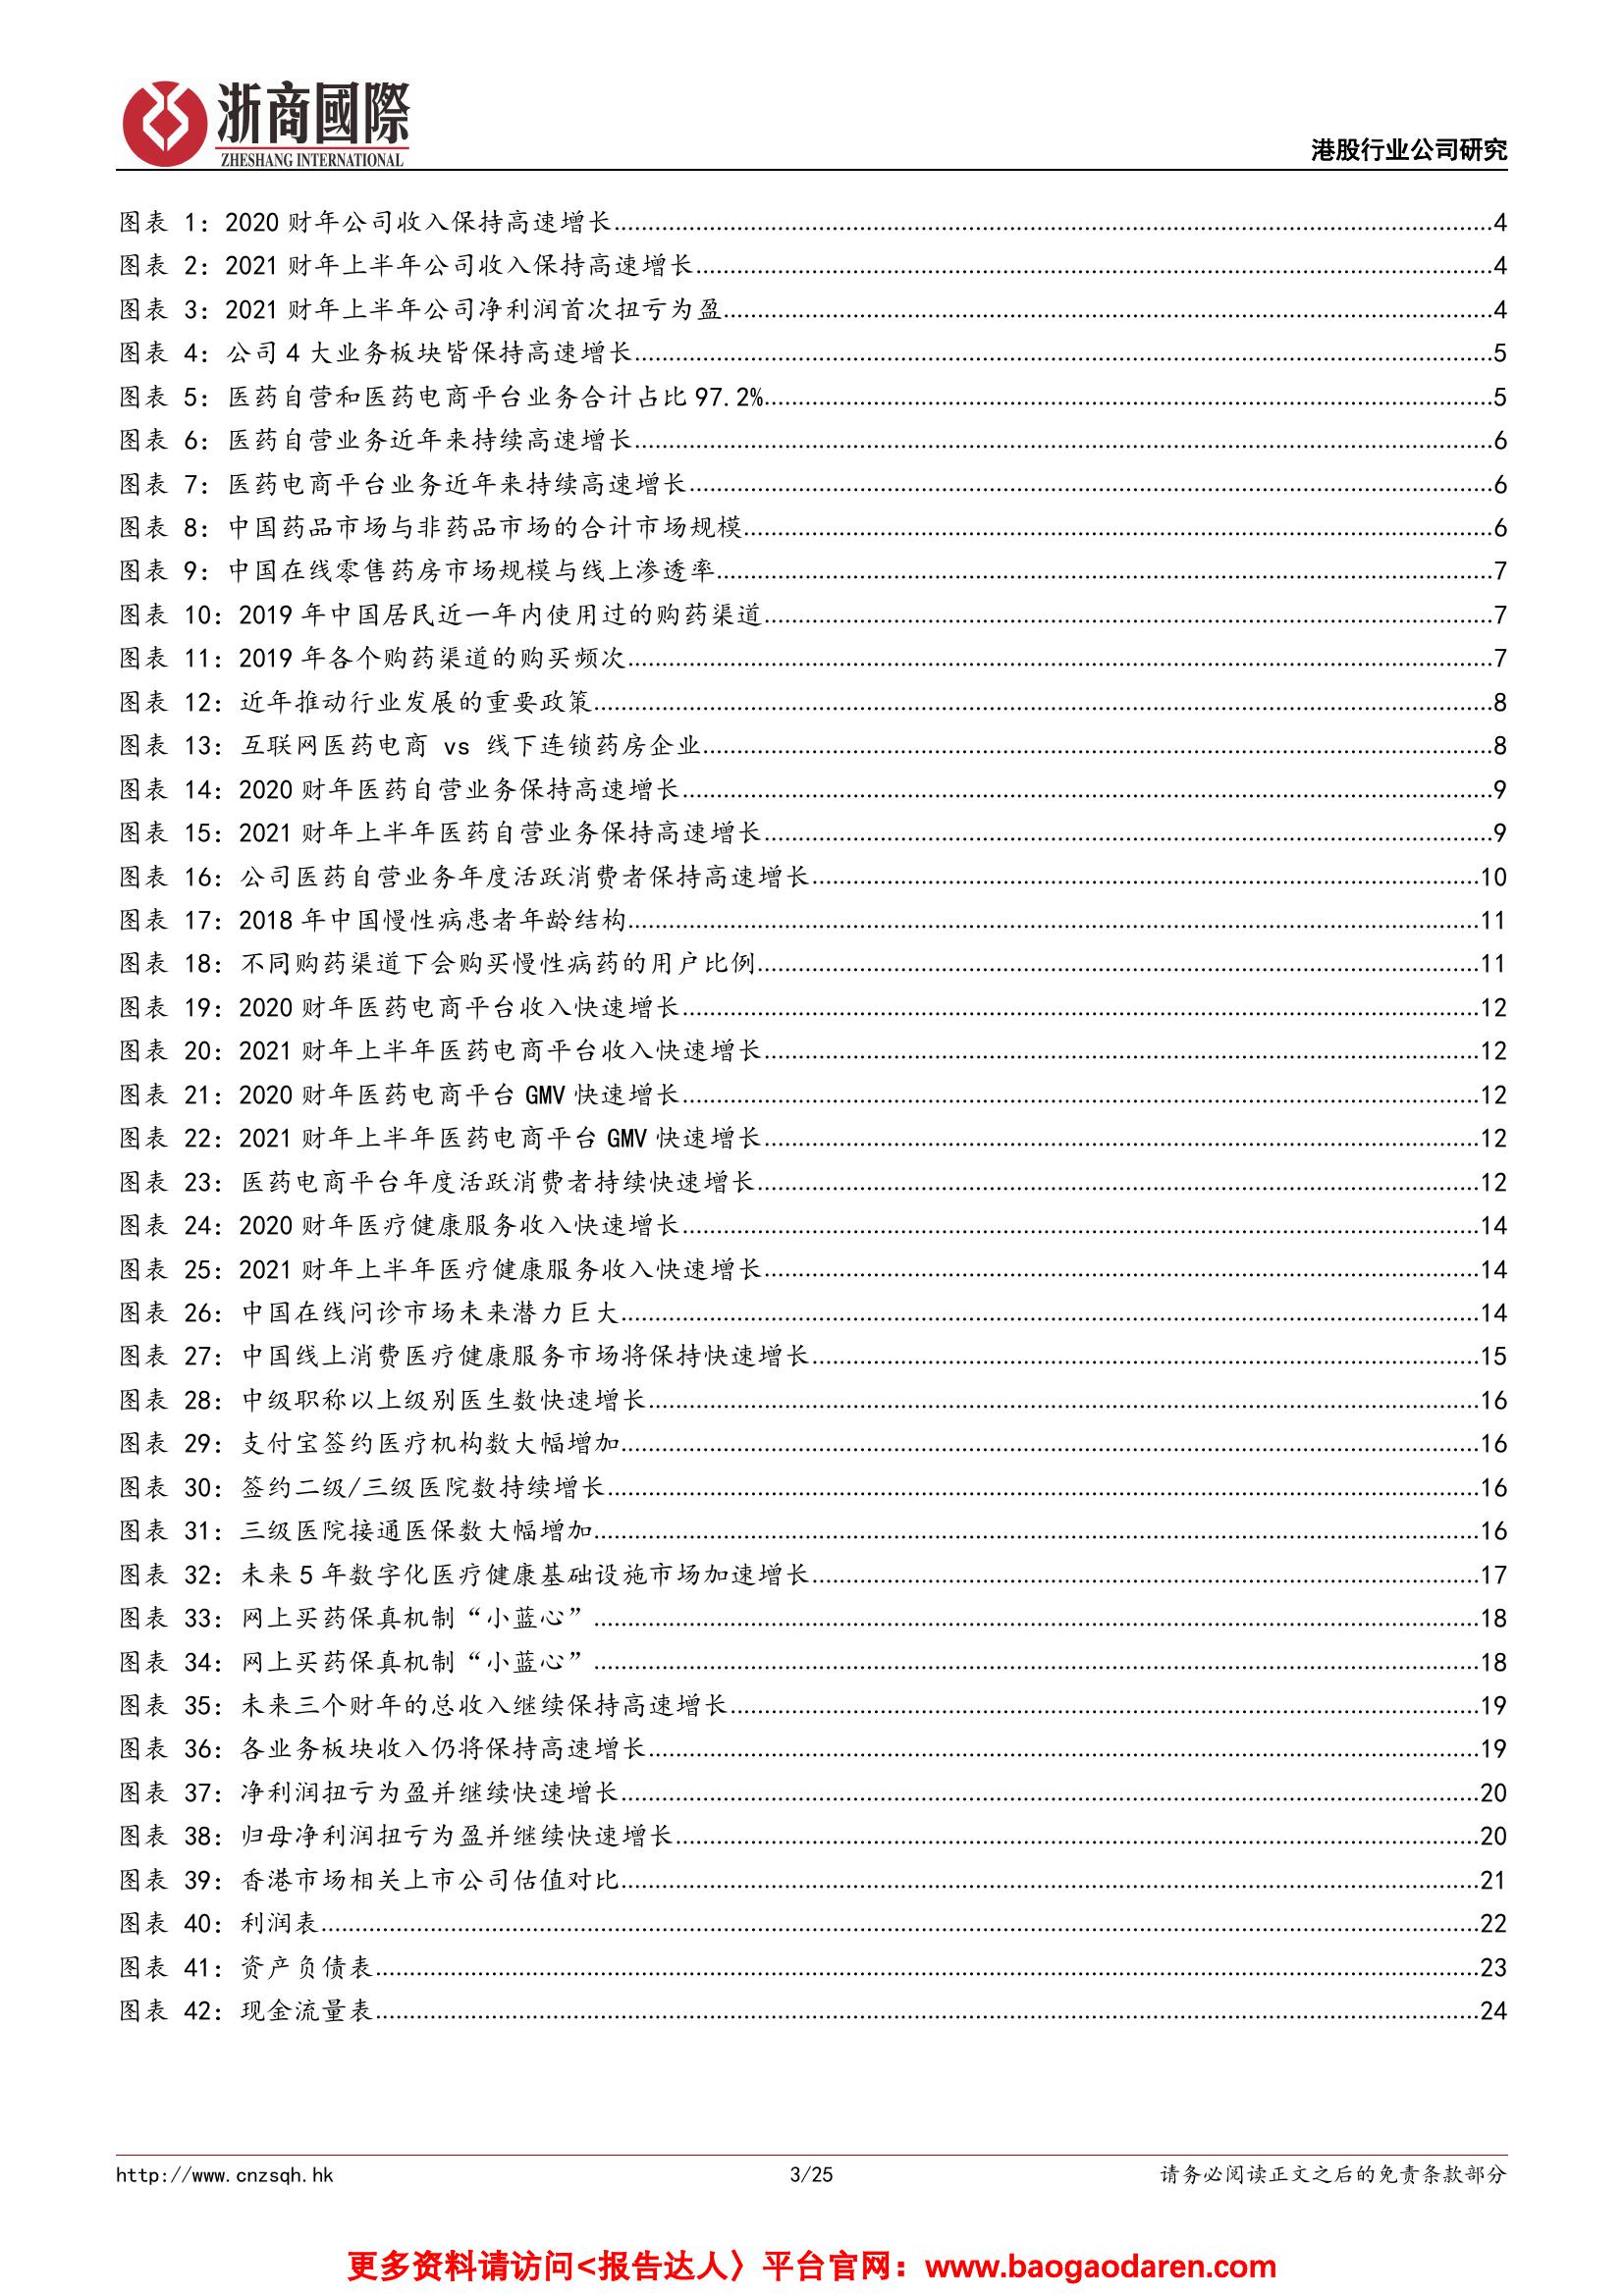 浙商國際
ZHESHANG INTERNATIONAL
港股行业公司研究
图表 1：2020 财年公司收入保持高速增长........4
图表 2：2021 财年上半年公司收入保持高速增长........4
图表 3：2021 财年上半年公司净利润首次扭亏为盈........4
图表 4：公司 4 大业务板块皆保持高速增长........5
图表 5：医药自营和医药电商平台业务合计占比 97.2%........5
图表 6：医药自营业务近年来持续高速增长........6
图表 7：医药电商平台业务近年来持续高速增长........6
图表 8：中国药品市场与非药品市场的合计市场规模........6
图表 9：中国在线零售药房市场规模与线上渗透率........7
图表 10：2019 年中国居民近一年内使用过的购药渠道........7
图表 11：2019 年各个购药渠道的购买频次........7
图表 12：近年推动行业发展的重要政策........8
图表 13：互联网医药电商 vs 线下连锁药房企业........8
图表 14：2020 财年医药自营业务保持高速增长........9
图表 15：2021 财年上半年医药自营业务保持高速增长........9
图表 16：公司医药自营业务年度活跃消费者保持高速增长........10
图表 17：2018 年中国慢性病患者年龄结构........11
图表 18：不同购药渠道下会购买慢性病药的用户比例........11
图表 19：2020 财年医药电商平台收入快速增长........12
图表 20：2021 财年上半年医药电商平台收入快速增长........12
图表 21：2020 财年医药电商平台 GMV 快速增长........12
图表 22：2021 财年上半年医药电商平台 GMV 快速增长........12
图表 23：医药电商平台年度活跃消费者持续快速增长........12
图表 24：2020 财年医疗健康服务收入快速增长........14
图表 25：2021 财年上半年医疗健康服务收入快速增长........14
图表 26：中国在线问诊市场未来潜力巨大........14
图表 27：中国线上消费医疗健康服务市场将保持快速增长........15
图表 28：中级职称以上级别医生数快速增长........16
图表 29：支付宝签约医疗机构数大幅增加........16
图表 30：签约二级/三级医院数持续增长........16
图表 31：三级医院接通医保数大幅增加........16
图表 32：未来 5 年数字化医疗健康基础设施市场加速增长........17
图表 33：网上买药保真机制“小蓝心”........18
图表 34：网上买药保真机制“小蓝心”........18
图表 35：未来三个财年的总收入继续保持高速增长........19
图表 36：各业务板块收入仍将保持高速增长........19
图表 37：净利润扭亏为盈并继续快速增长........20
图表 38：归母净利润扭亏为盈并继续快速增长........20
图表 39：香港市场相关上市公司估值对比........21
图表 40：利润表........22
图表 41：资产负债表........23
图表 42：现金流量表........24
http://www.cnzsqh.hk
3/25
请务必阅读正文之后的免责条款部分
更多资料请访问<报告达人〉平台官网：www.baogaodaren.com